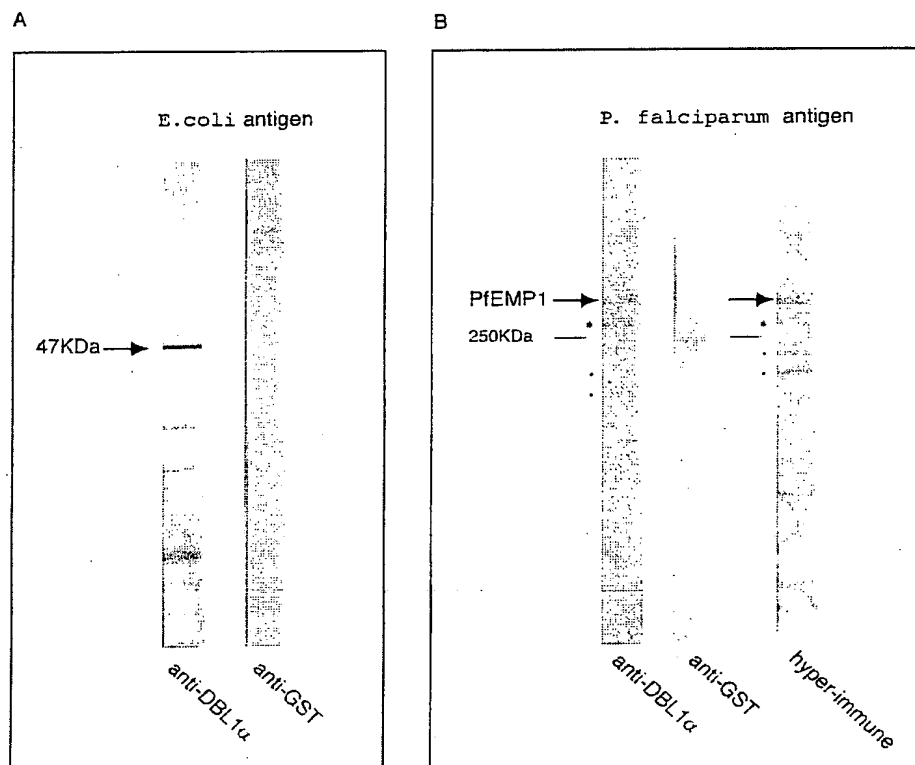 A
E.coli antigen
47KDa
anti-DBL1α
anti-GST
B
P. falciparum antigen
PfEMP1
250KDa
anti-DBL1α
anti-GST
hyper-immune